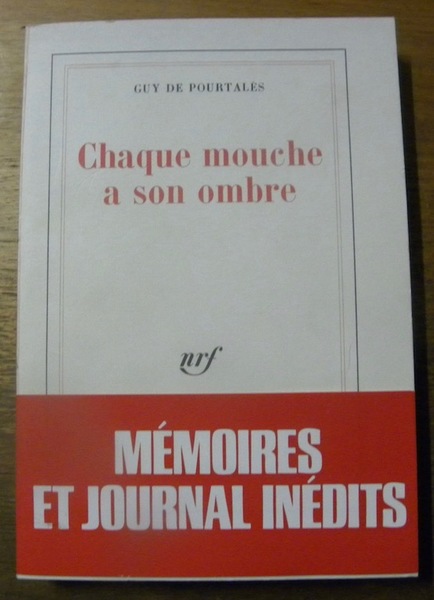 GUY DE POURTALÈS
Chaque mouche
a son ombre
nrf
MÉMOIRES
ET JOURNAL INÉDITS